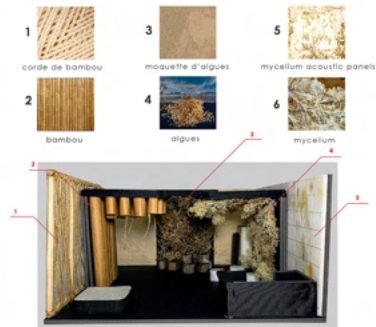 1
corde de bambou
3
moquette d'algues
5
mycelium acoustic panels
2
bambou
4
algues
6
mycelium
3
2
4
1
5